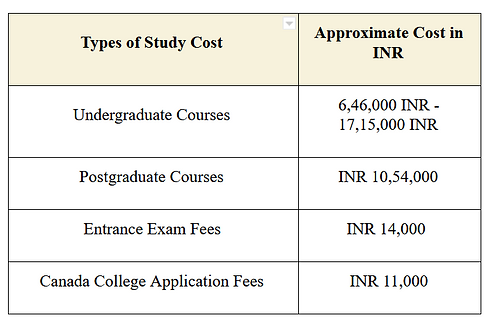 Types of Study Cost
Approximate Cost in
INR
Undergraduate Courses
6,46,000 INR -
17,15,000 INR
Postgraduate Courses
INR 10,54,000
Entrance Exam Fees
INR 14,000
Canada College Application Fees
INR 11,000